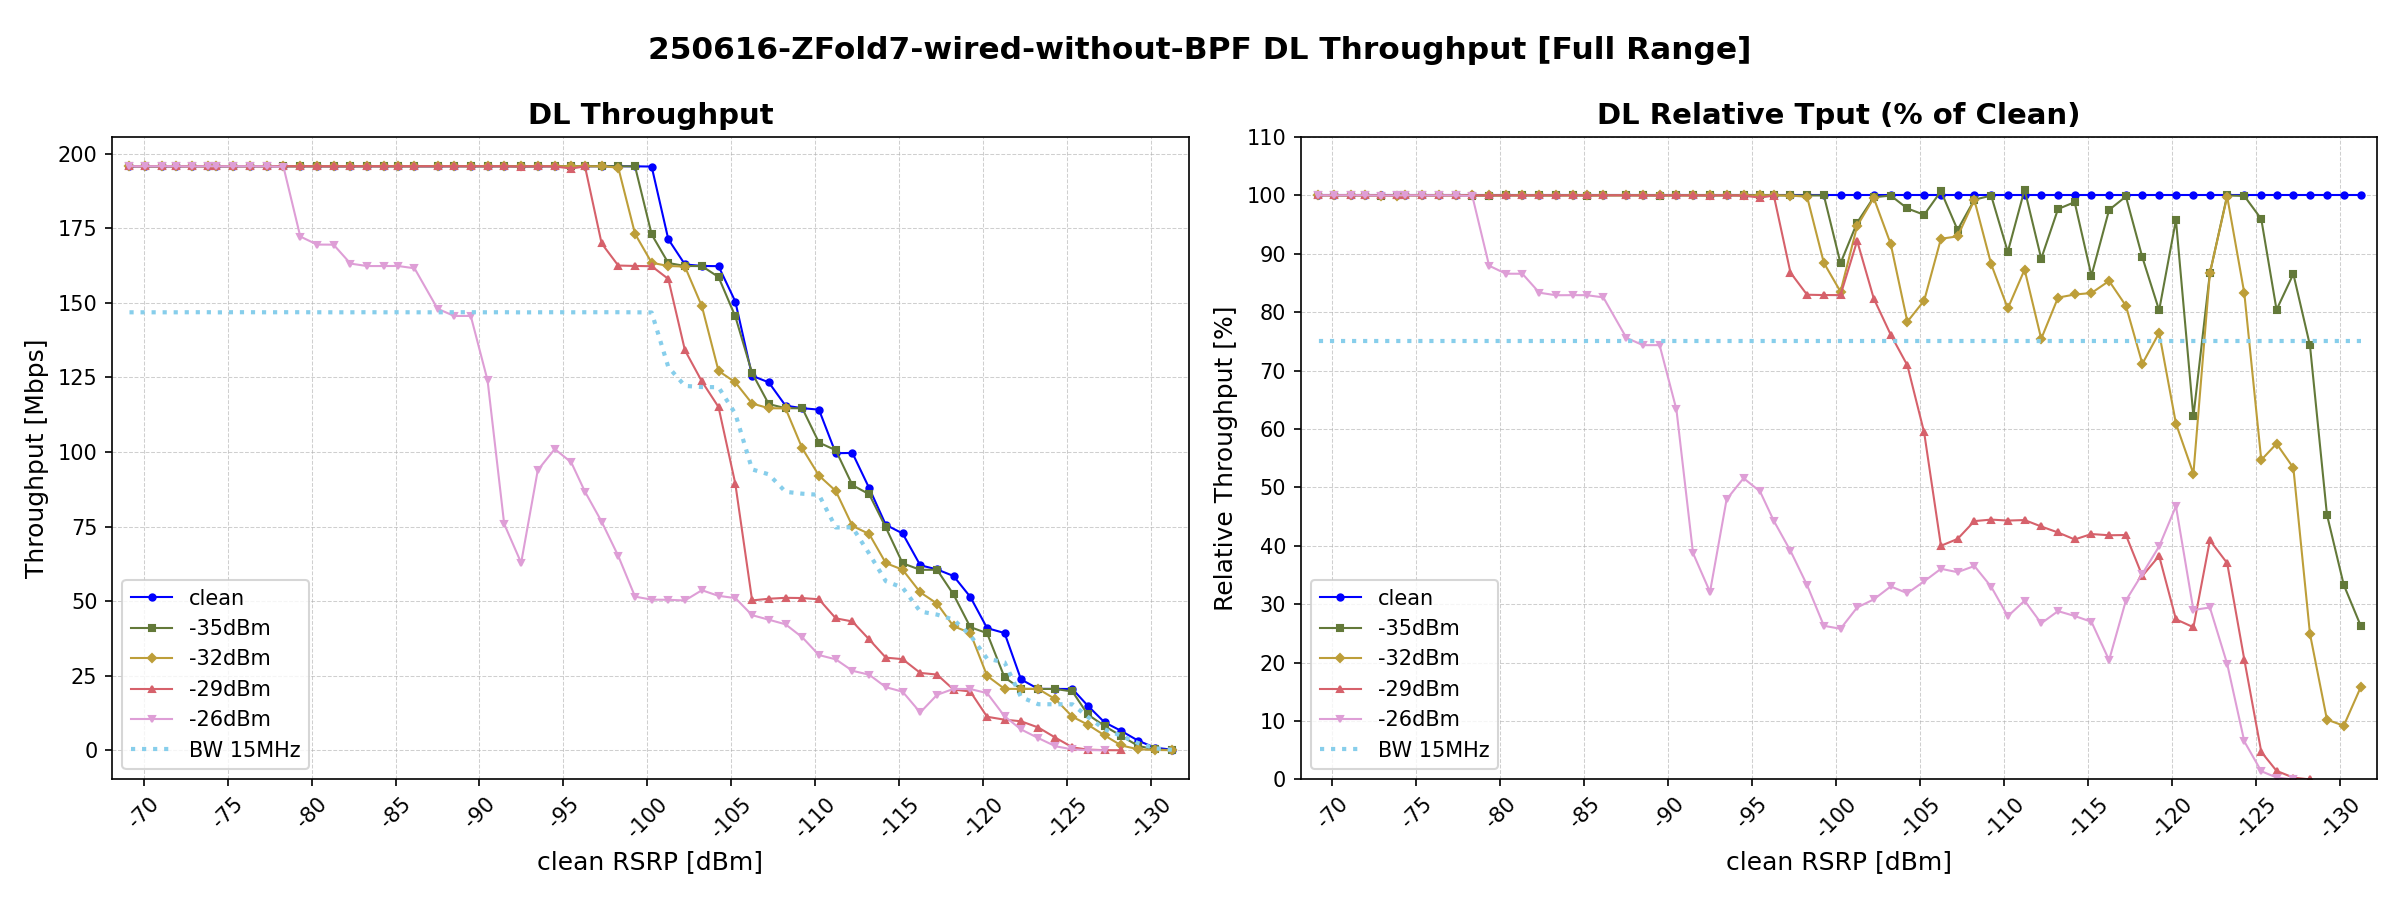 250616-ZFold7-wired-without-BPF DL Throughput [Full Range]
DL Throughput
Throughput [Mbps]
200
175
150
125
100
75
50
25
0
clean
-35dBm
-32dBm
-29dBm
-26dBm
BW 15MHz
-70
-75
-80
-85
-90
-95
-100
-105
-110
-115
-120
-125
-130
clean RSRP [dBm]
DL Relative Tput (% of Clean)
Relative Throughput [%]
110
100
90
80
70
60
50
40
30
20
10
0
clean
-35dBm
-32dBm
-29dBm
-26dBm
BW 15MHz
-70
-75
-80
-85
-90
-95
-100
-105
-110
-115
-120
-125
-130
clean RSRP [dBm]